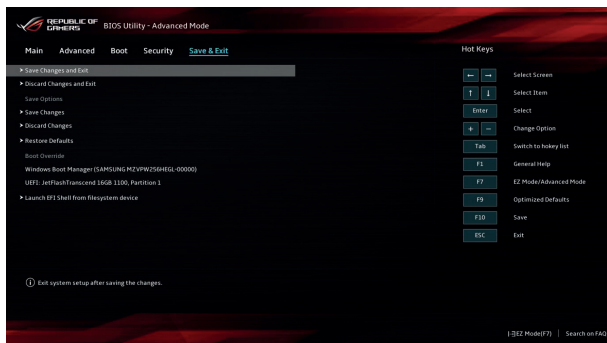 REPUBLIC OF
GAMERS
BIOS Utility - Advanced Mode
Main Advanced Boot Security Save & Exit
Hot Keys
> Save Changes and Exit
> Discard Changes and Exit
Save Options
> Save Changes
> Discard Changes
> Restore Defaults
Boot Override
Windows Boot Manager (SAMSUNG MZVPW256HEGL-00000)
UEFI: JetFlashTranscend 16GB 1100, Partition 1
> Launch EFI Shell from filesystem device
← → Select Screen
↑ ↓ Select Item
Enter Select
+ − Change Option
Tab Switch to hokey list
F1 General Help
F7 EZ Mode/Advanced Mode
F9 Optimized Defaults
F10 Save
ESC Exit
i Exit system setup after saving the changes.
EZ Mode(F7) | Search on FAQ